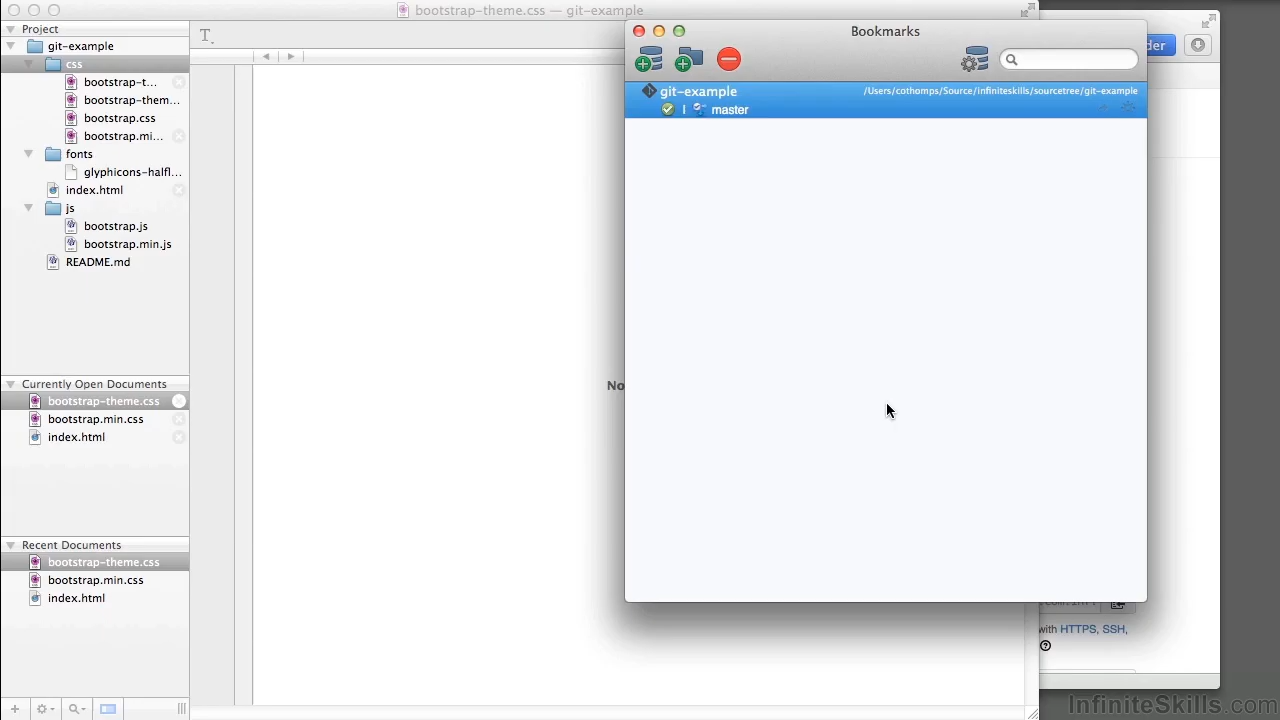 bootstrap-theme.css — git-example
Project
git-example
css
bootstrap-t...
bootstrap-them...
bootstrap.css
bootstrap.mi...
fonts
glyphicons-halfl...
index.html
js
bootstrap.js
bootstrap.min.js
README.md
Currently Open Documents
bootstrap-theme.css
bootstrap.min.css
index.html
Recent Documents
bootstrap-theme.css
bootstrap.min.css
index.html
No
Bookmarks
git-example
/Users/cothomps/Source/infiniteskills/sourcetree/git-example
master
der
with HTTPS, SSH,
InfiniteSkills.com